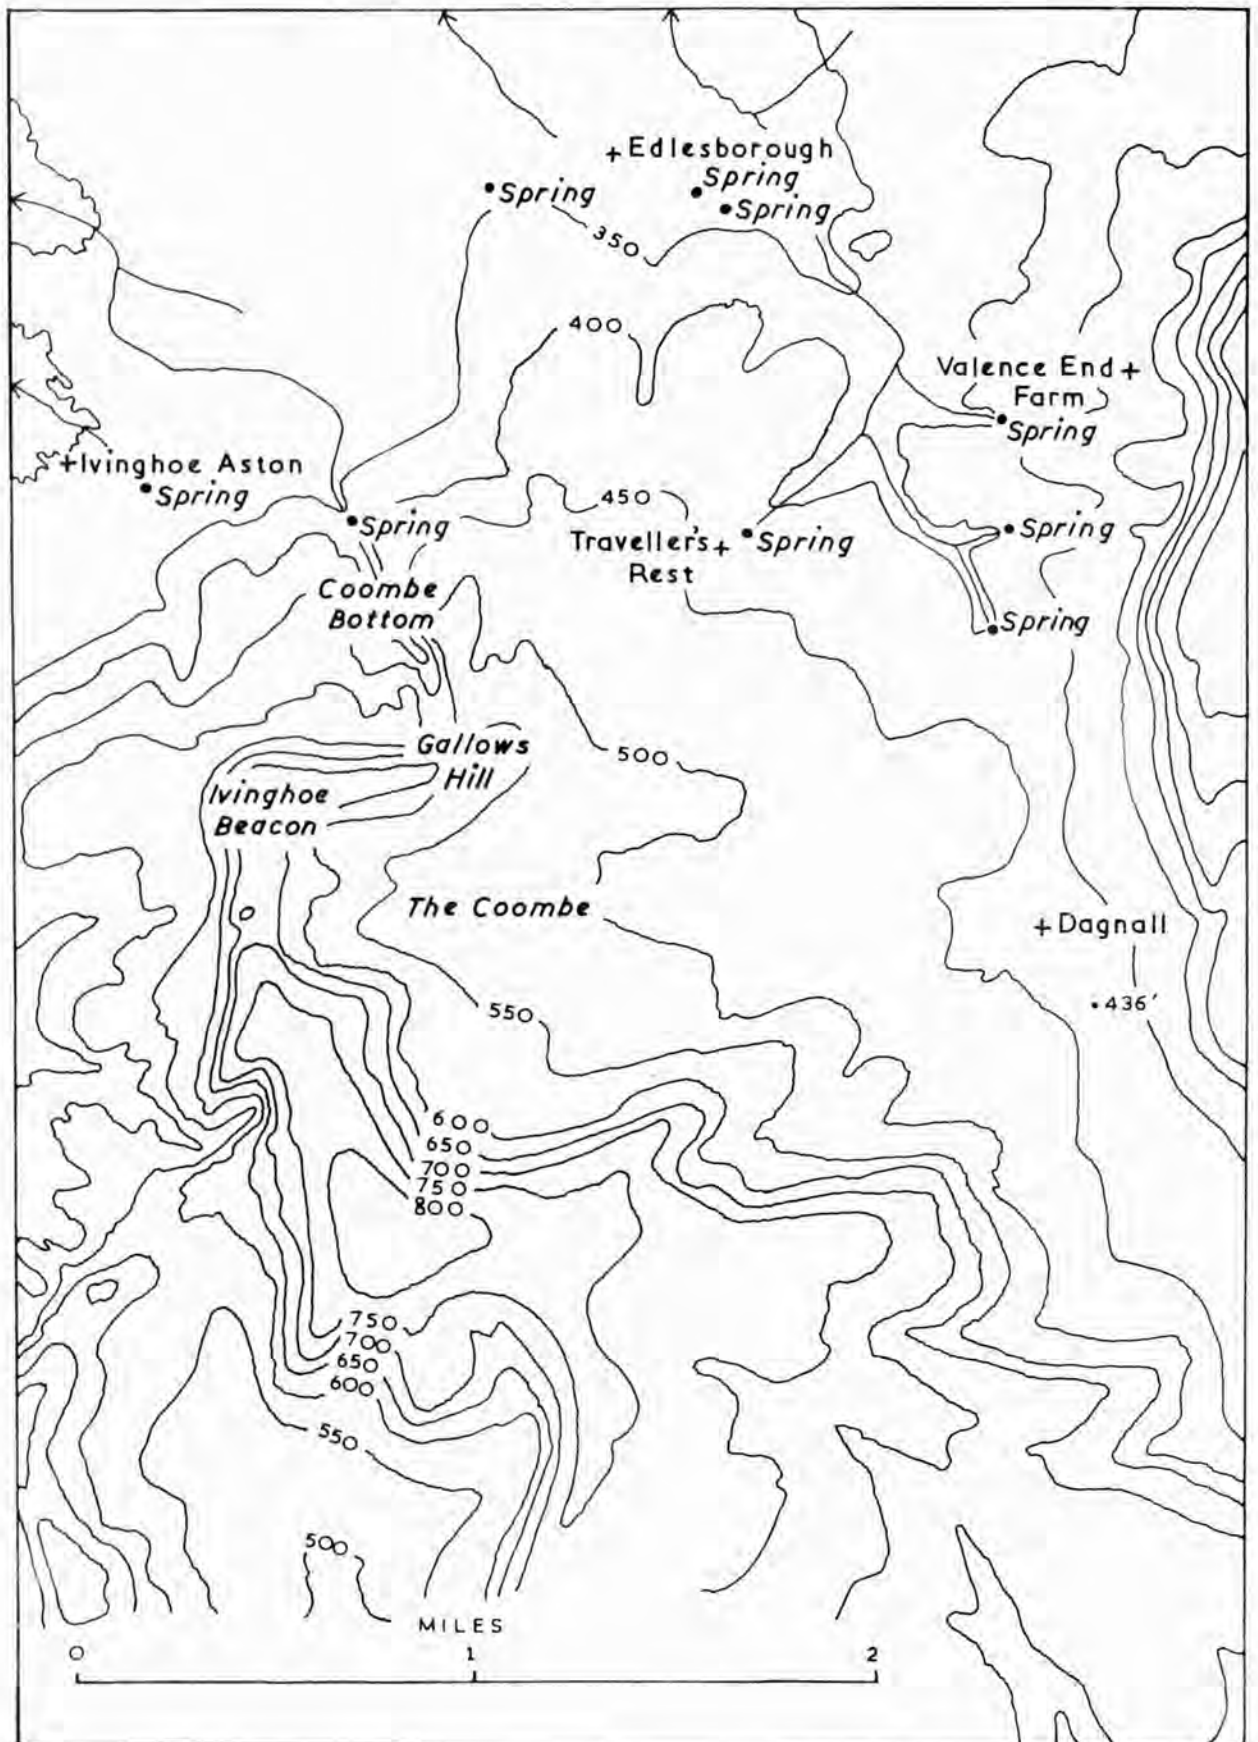 +Edlesborough
Spring
Spring
Spring
350
400
Valence End+
Farm
Spring
+Ivinghoe Aston
Spring
450
Spring
Traveller's+
Rest
Spring
Spring
Coombe
Bottom
Spring
Gallows
Hill
500
Ivinghoe
Beacon
The Coombe
+Dagnall
.436'
550
600
650
700
750
800
750
700
650
600
550
500
MILES
0
1
2